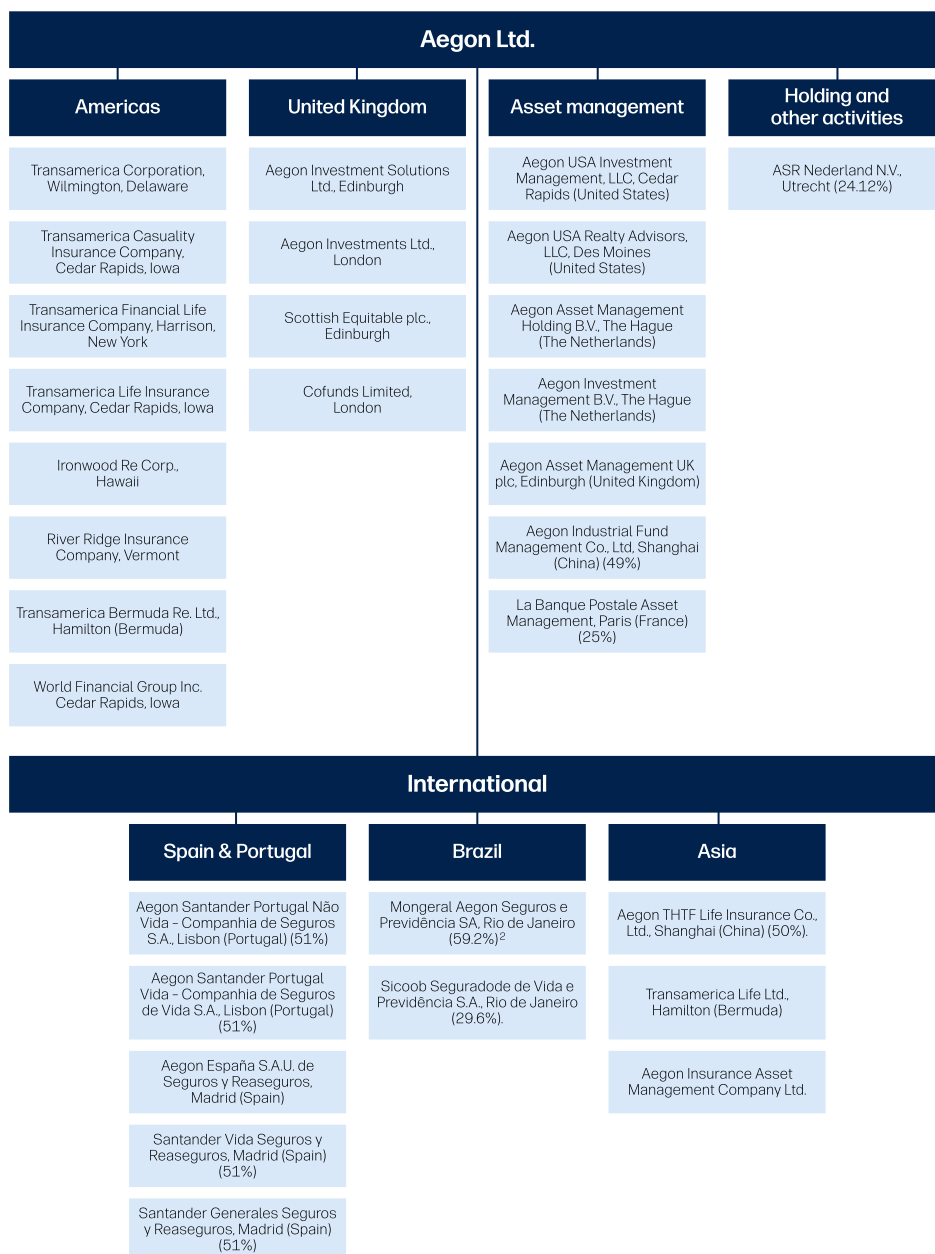 Aegon Ltd.
Americas
Transamerica Corporation,
Wilmington, Delaware
Transamerica Casuality
Insurance Company,
Cedar Rapids, Iowa
Transamerica Financial Life
Insurance Company, Harrison,
New York
Transamerica Life Insurance
Company, Cedar Rapids, Iowa
Ironwood Re Corp.,
Hawaii
River Ridge Insurance
Company, Vermont
Transamerica Bermuda Re. Ltd.,
Hamilton (Bermuda)
World Financial Group Inc.
Cedar Rapids, Iowa
United Kingdom
Aegon Investment Solutions
Ltd., Edinburgh
Aegon Investments Ltd.,
London
Scottish Equitable plc.,
Edinburgh
Cofunds Limited,
London
Asset management
Aegon USA Investment
Management, LLC, Cedar
Rapids (United States)
Aegon USA Realty Advisors,
LLC, Des Moines
(United States)
Aegon Asset Management
Holding B.V., The Hague
(The Netherlands)
Aegon Investment
Management B.V., The Hague
(The Netherlands)
Aegon Asset Management UK
plc, Edinburgh (United Kingdom)
Aegon Industrial Fund
Management Co., Ltd, Shanghai
(China) (49%)
La Banque Postale Asset
Management, Paris (France)
(25%)
Holding and
other activities
ASR Nederland N.V.,
Utrecht (24.12%)
International
Spain & Portugal
Aegon Santander Portugal Não
Vida – Companhia de Seguros
S.A., Lisbon (Portugal) (51%)
Aegon Santander Portugal
Vida – Companhia de Seguros
de Vida S.A., Lisbon (Portugal)
(51%)
Aegon España S.A.U. de
Seguros y Reaseguros,
Madrid (Spain)
Santander Vida Seguros y
Reaseguros, Madrid (Spain)
(51%)
Santander Generales Seguros
y Reaseguros, Madrid (Spain)
(51%)
Brazil
Mongeral Aegon Seguros e
Previdência SA, Rio de Janeiro
(59.2%)²
Sicoob Seguradode de Vida e
Previdência S.A., Rio de Janeiro
(29.6%).
Asia
Aegon THTF Life Insurance Co.,
Ltd., Shanghai (China) (50%).
Transamerica Life Ltd.,
Hamilton (Bermuda)
Aegon Insurance Asset
Management Company Ltd.